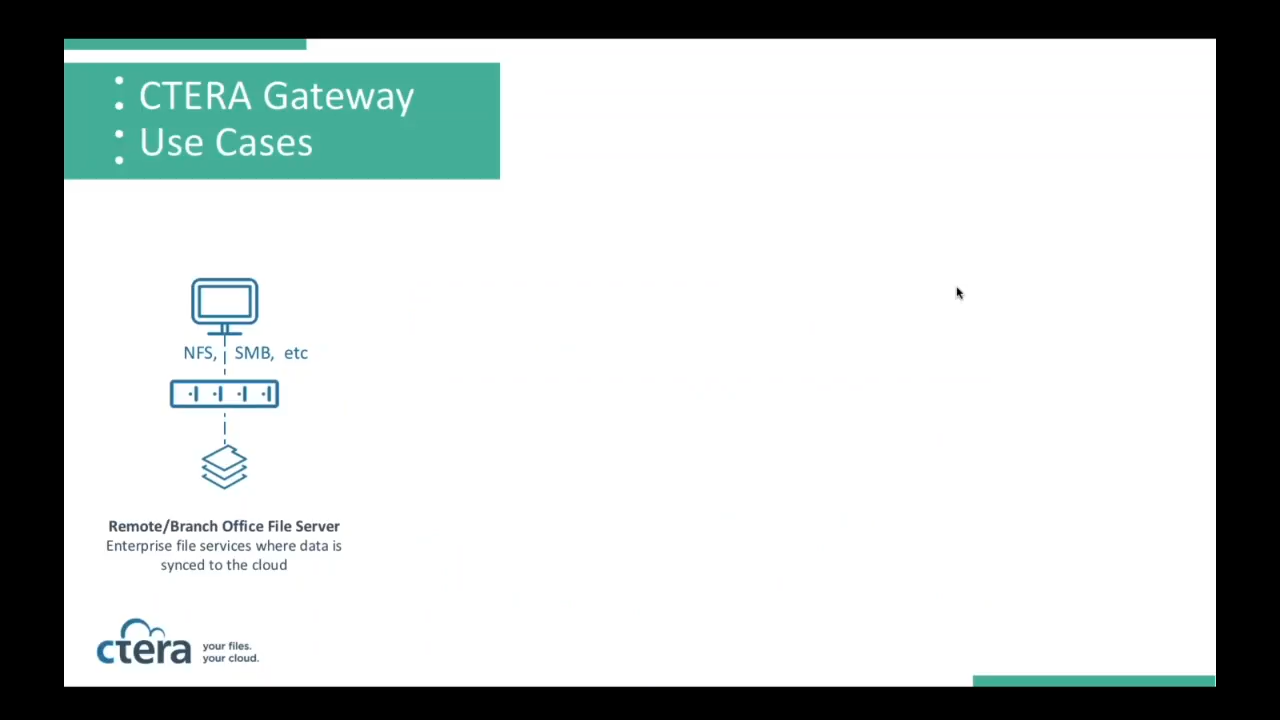 CTERA Gateway
Use Cases
NFS, SMB, etc
Remote/Branch Office File Server
Enterprise file services where data is
synced to the cloud
ctera your files.
your cloud.